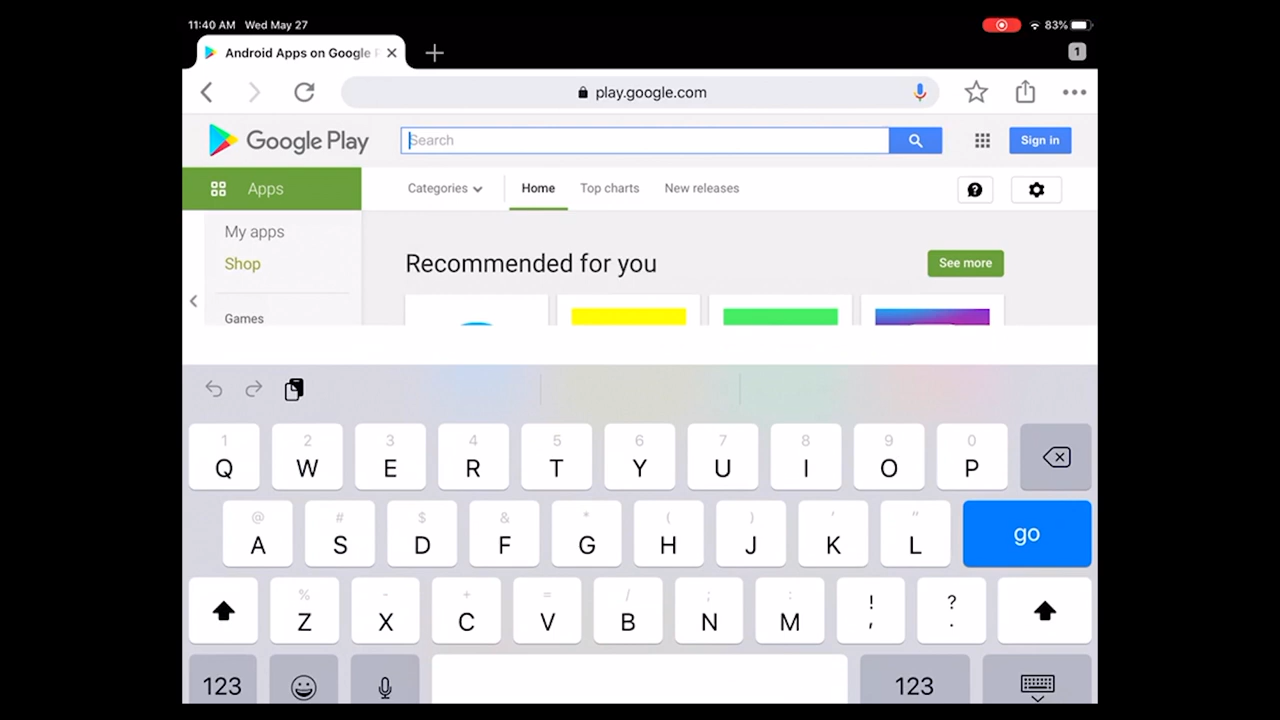 11:40 AM Wed May 27
83%
Android Apps on Google P
1
play.google.com
Google Play
Search
Sign in
Apps
Categories
Home
Top charts
New releases
?
My apps
Shop
Recommended for you
See more
Games
1 2 3 4 5 6 7 8 9 0
Q W E R T Y U I O P
@ # $ & * ( ) ' "
A S D F G H J K L go
% - + = / ; : ! ?
Z X C V B N M , .
123 123